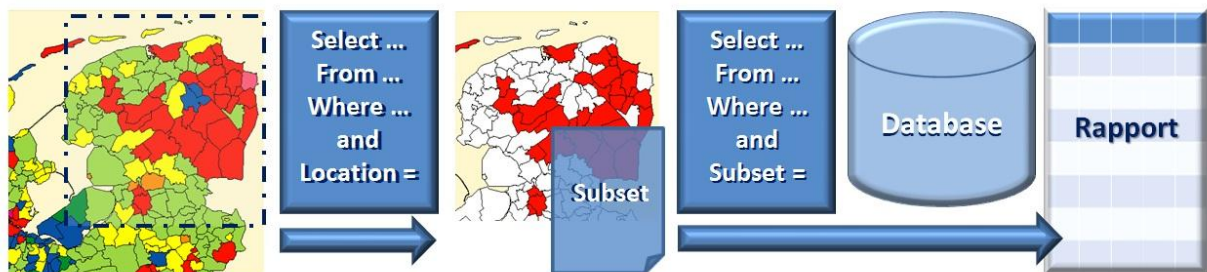 Select ...
From ...
Where ...
and
Location =
Subset
Select ...
From ...
Where ...
and
Subset =
Database
Rapport